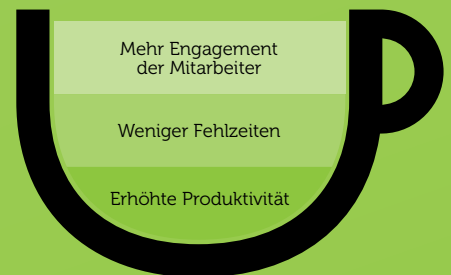 Mehr Engagement
der Mitarbeiter
Weniger Fehlzeiten
Erhöhte Produktivität